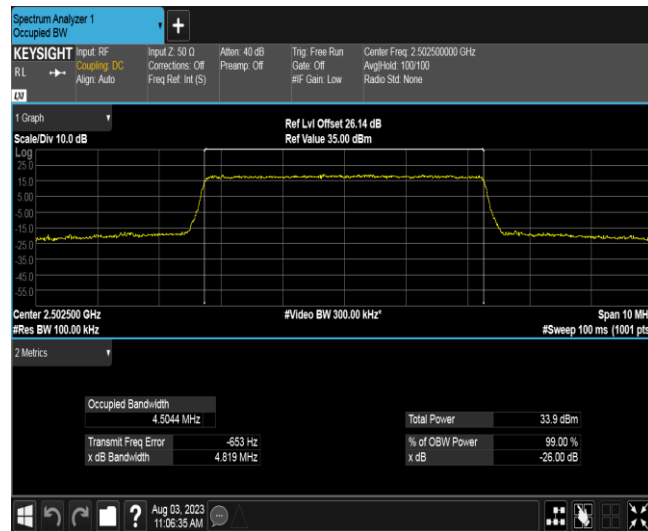 Spectrum Analyzer 1
Occupied BW
+
KEYSIGHT
RL
LXI
Input: RF
Coupling: DC
Align: Auto
Input Z: 50 Ω
Corrections: Off
Freq Ref: Int (S)
Atten: 40 dB
Preamp: Off
Trig: Free Run
Gate: Off
#IF Gain: Low
Center Freq: 2.502500000 GHz
Avg|Hold: 100/100
Radio Std: None
1 Graph
Scale/Div 10.0 dB
Ref Lvl Offset 26.14 dB
Ref Value 35.00 dBm
Log
25.0
15.0
5.00
-5.00
-15.0
-25.0
-35.0
-45.0
-55.0
Center 2.502500 GHz
#Res BW 100.00 kHz
#Video BW 300.00 kHz*
Span 10 MH
#Sweep 100 ms (1001 pts
2 Metrics
Occupied Bandwidth
4.5044 MHz
Transmit Freq Error -653 Hz
x dB Bandwidth 4.819 MHz
Total Power 33.9 dBm
% of OBW Power 99.00 %
x dB -26.00 dB
?
Aug 03, 2023
11:06:35 AM